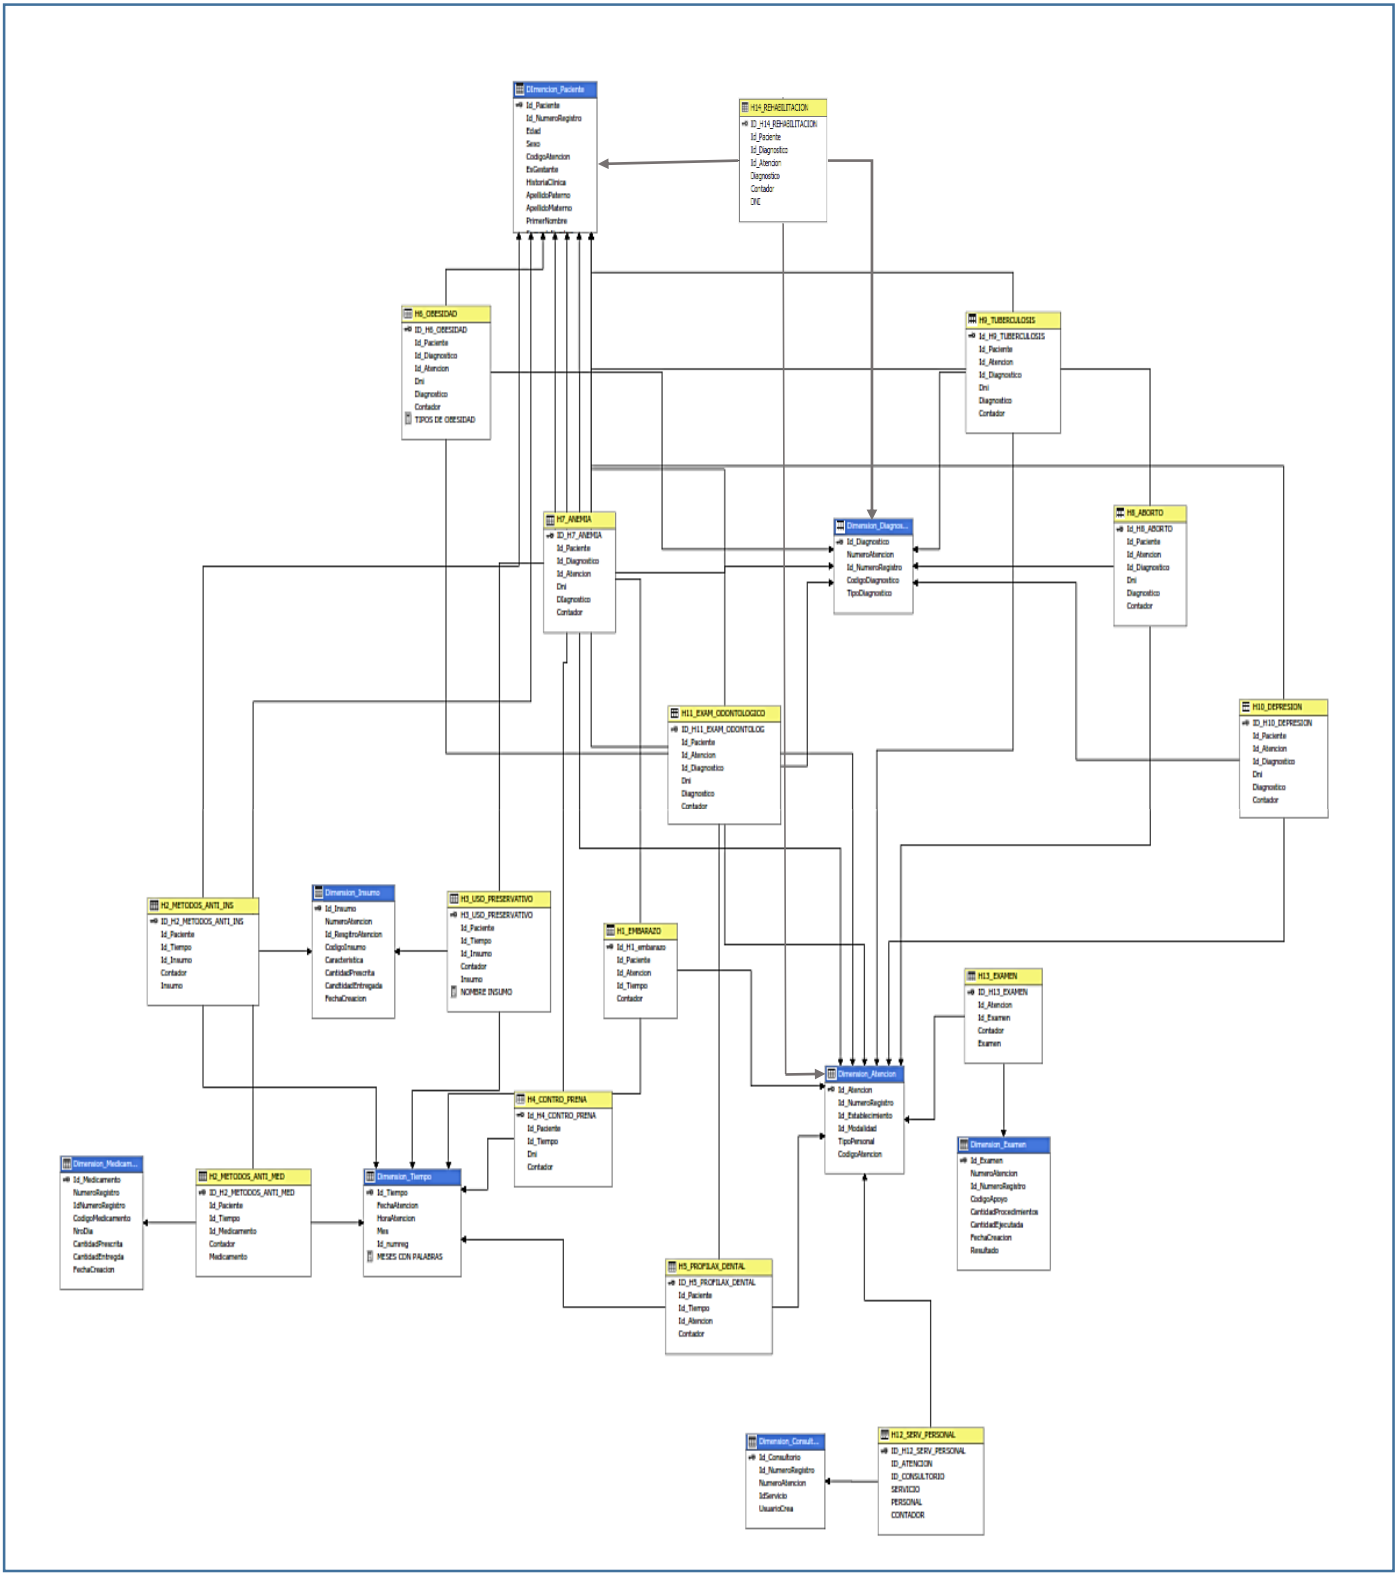 DImencion_Paciente
Id_Paciente
Id_NumeroRegistro
Edad
Sexo
CodigoAtencion
EsGestante
HistoriaClinica
ApellidoPaterno
ApellidoMaterno
PrimerNombre
H14_REHABILITACION
ID_H14_REHABILITACION
Id_Paciente
Id_Diagnostico
Id_Atencion
Diagnostico
Contador
DNI
H6_OBESIDAD
ID_H6_OBESIDAD
Id_Paciente
Id_Diagnostico
Id_Atencion
Dni
Diagnostico
Contador
TIPOS DE OBESIDAD
H9_TUBERCULOSIS
Id_H9_TUBERCULOSIS
Id_Paciente
Id_Atencion
Id_Diagnostico
Dni
Diagnostico
Contador
H7_ANEMIA
ID_H7_ANEMIA
Id_Paciente
Id_Diagnostico
Id_Atencion
Dni
DIagnostico
Contador
Dimension_Diagnos...
Id_Diagnostico
NumeroAtencion
Id_NumeroRegistro
CodigoDiagnostico
TipoDiagnostico
H8_ABORTO
Id_H8_ABORTO
Id_Paciente
Id_Atencion
Id_Diagnostico
Dni
Diagnostico
Contador
H11_EXAM_ODONTOLOGICO
ID_H11_EXAM_ODONTOLOG
Id_Paciente
Id_Atencion
Id_Diagnostico
Dni
Diagnostico
Contador
H10_DEPRESION
ID_H10_DEPRESION
Id_Paciente
Id_Atencion
Id_Diagnostico
Dni
Diagnostico
Contador
H2_METODOS_ANTI_INS
ID_H2_METODOS_ANTI_INS
Id_Paciente
Id_Tiempo
Id_Insumo
Contador
Insumo
Dimension_Insumo
Id_Insumo
NumeroAtencion
Id_ResgitroAtencion
CodigoInsumo
Caracteristica
CantidadPrescrita
CandtidadEntregada
FechaCreacion
H3_USO_PRESERVATIVO
H3_USO_PRESERVATIVO
Id_Paciente
Id_Tiempo
Id_Insumo
Contador
Insumo
NOMBRE INSUMO
H1_EMBARAZO
Id_H1_embarazo
Id_Paciente
Id_Atencion
Id_Tiempo
Contador
H13_EXAMEN
ID_H13_EXAMEN
Id_Atencion
Id_Examen
Contador
Examen
Dimension_Atencion
Id_Atencion
Id_NumeroRegistro
Id_Establecimiento
Id_Modalidad
TipoPersonal
CodigoAtencion
H4_CONTRO_PRENA
Id_H4_CONTRO_PRENA
Id_Paciente
Id_Tiempo
Dni
Contador
Dimension_Examen
Id_Examen
NumeroAtencion
Id_NumeroRegistro
CodigoApoyo
CantidadProcedimientos
CantidadEjecutada
FechaCreacion
Resultado
Dimension_Medicam...
Id_Medicamento
NumeroRegistro
IdNumeroRegistro
CodigoMedicamento
NroDia
CantidadPrescrita
CantidadEntregda
FechaCreacion
H2_METODOS_ANTI_MED
ID_H2_METODOS_ANTI_MED
Id_Paciente
Id_Tiempo
Id_Medicamento
Contador
Medicamento
Dimension_Tiempo
Id_Tiempo
FechaAtencion
HoraAtencion
Mes
Id_numreg
MESES CON PALABRAS
H5_PROFILAX_DENTAL
ID_H5_PROFILAX_DENTAL
Id_Paciente
Id_Tiempo
Id_Atencion
Contador
Dimension_Consult...
Id_Consultorio
Id_NumeroRegistro
NumeroAtencion
IdServicio
UsuarioCrea
H12_SERV_PERSONAL
ID_H12_SERV_PERSONAL
ID_ATENCION
ID_CONSULTORIO
SERVICIO
PERSONAL
CONTADOR